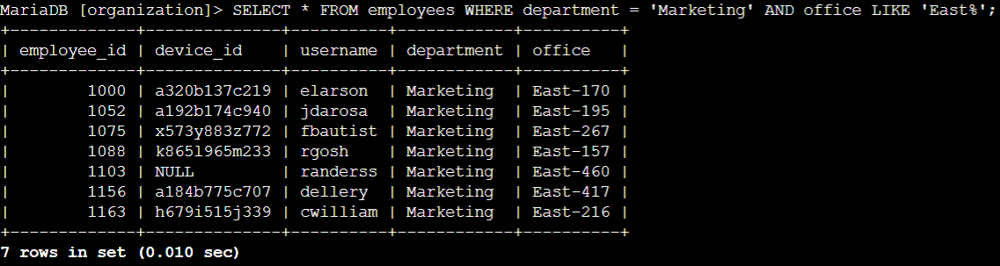 MariaDB [organization]> SELECT * FROM employees WHERE department = 'Marketing' AND office LIKE 'East%';
+-------------+--------------+----------+------------+----------+
| employee_id | device_id    | username | department | office   |
+-------------+--------------+----------+------------+----------+
|        1000 | a320b137c219 | elarson  | Marketing  | East-170 |
|        1052 | a192b174c940 | jdarosa  | Marketing  | East-195 |
|        1075 | x573y883z772 | fbautist | Marketing  | East-267 |
|        1088 | k865l965m233 | rgosh    | Marketing  | East-157 |
|        1103 | NULL         | randerss | Marketing  | East-460 |
|        1156 | a184b775c707 | dellery  | Marketing  | East-417 |
|        1163 | h679i515j339 | cwilliam | Marketing  | East-216 |
+-------------+--------------+----------+------------+----------+
7 rows in set (0.010 sec)